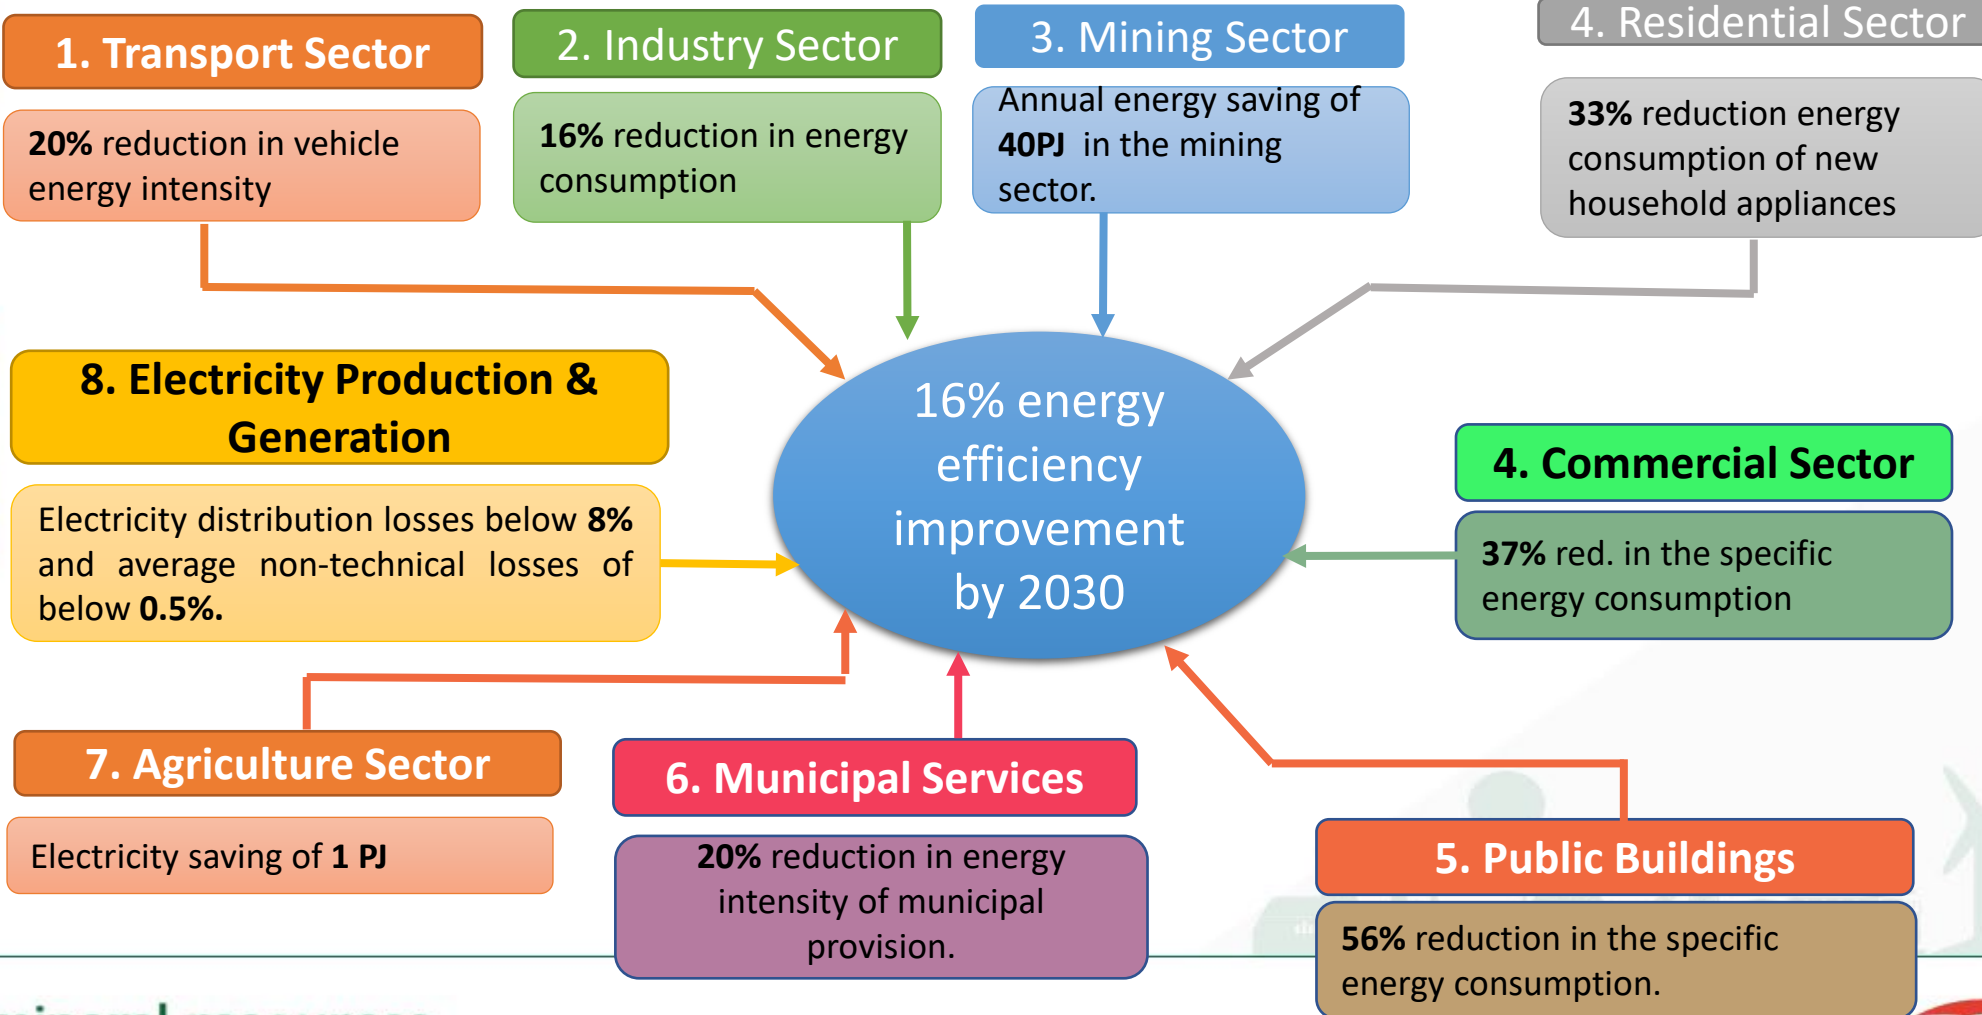 1. Transport Sector
20% reduction in vehicle
energy intensity
2. Industry Sector
16% reduction in energy
consumption
3. Mining Sector
Annual energy saving of
40PJ in the mining
sector.
4. Residential Sector
33% reduction energy
consumption of new
household appliances
8. Electricity Production &
Generation
Electricity distribution losses below 8%
and average non-technical losses of
below 0.5%.
16% energy
efficiency
improvement
by 2030
4. Commercial Sector
37% red. in the specific
energy consumption
7. Agriculture Sector
Electricity saving of 1 PJ
6. Municipal Services
20% reduction in energy
intensity of municipal
provision.
5. Public Buildings
56% reduction in the specific
energy consumption.
mineral resources